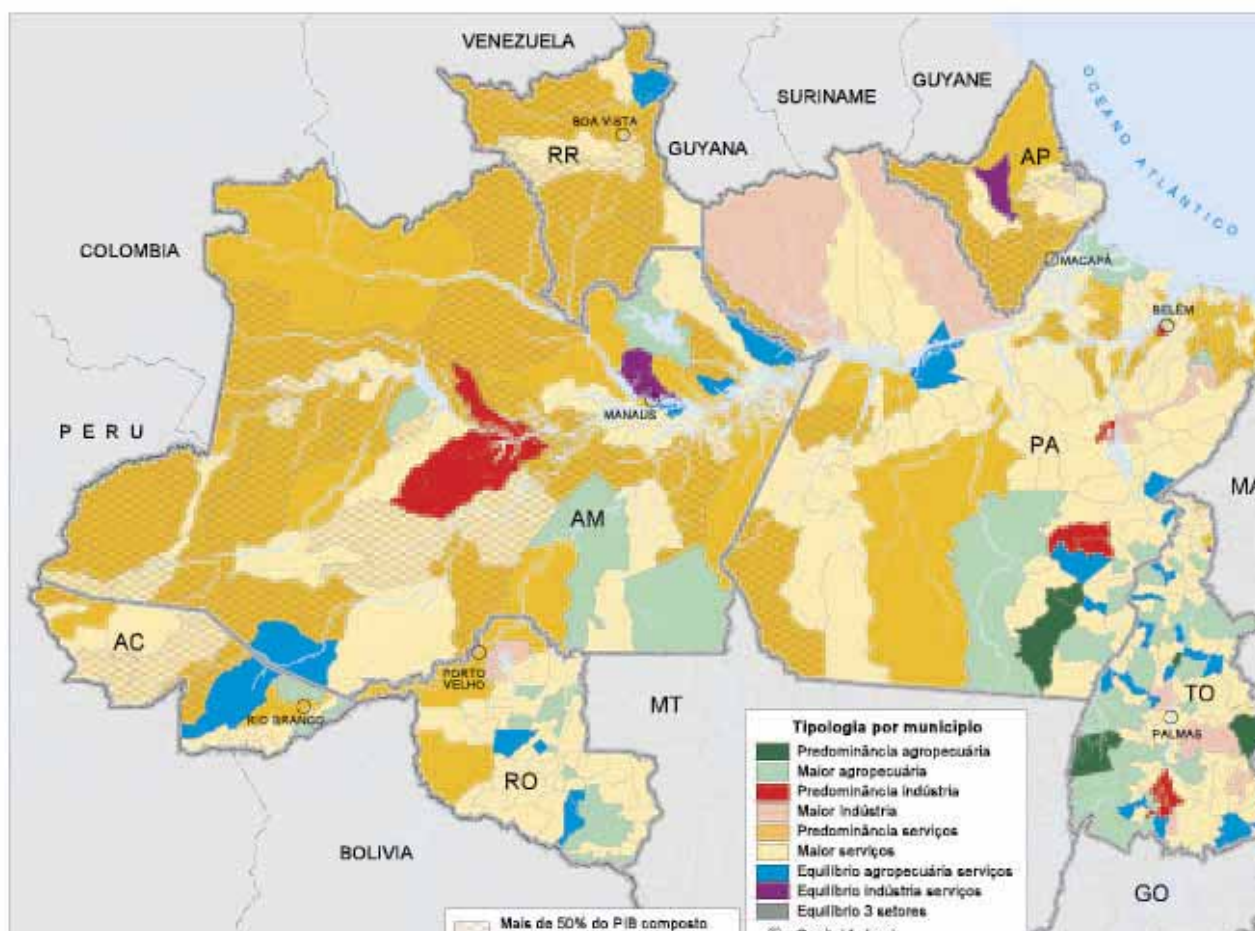 VENEZUELA
GUYANE
SURINAME
GUYANA
COLOMBIA
PERU
BOLIVIA
OCEANO ATLÂNTICO
BOA VISTA
RR
AP
MACAPÁ
BELÉM
MANAUS
PA
MA
AM
AC
PORTO VELHO
RIO BRANCO
MT
RO
TO
PALMAS
GO
Tipologia por município
Predominância agropecuária
Maior agropecuária
Predominância indústria
Maior indústria
Predominância serviços
Maior serviços
Equilíbrio agropecuária serviços
Equilíbrio indústria serviços
Equilíbrio 3 setores
Mais de 50% do PIB composto